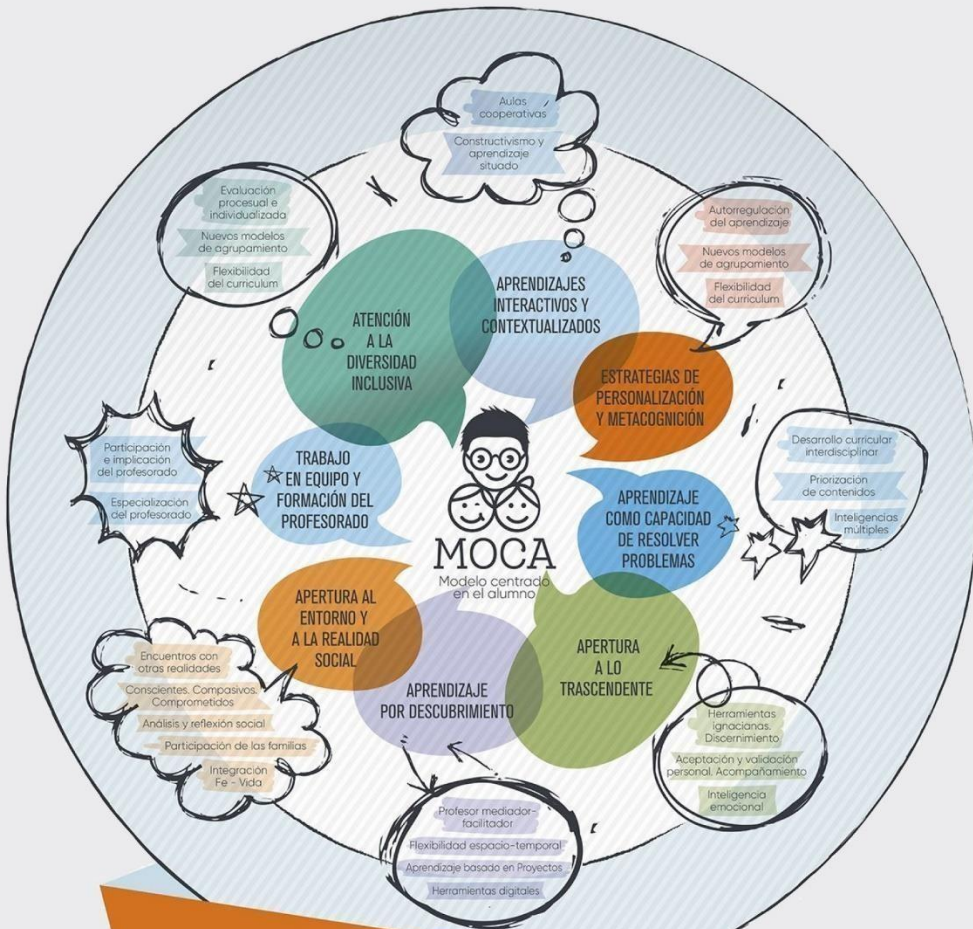 Aulas
cooperativas
Constructivismo y
aprendizaje
situado
Evaluación
procesual e
individualizada
Nuevos modelos
de agrupamiento
Flexibilidad
del curriculum
Autorregulación
del aprendizaje
Nuevos modelos
de agrupamiento
Flexibilidad
del curriculum
ATENCIÓN
A LA
DIVERSIDAD
INCLUSIVA
APRENDIZAJES
INTERACTIVOS Y
CONTEXTUALIZADOS
ESTRATEGIAS DE
PERSONALIZACIÓN
Y METACOGNICIÓN
Participación
e implicación
del profesorado
Especialización
del profesorado
TRABAJO
EN EQUIPO Y
FORMACIÓN DEL
PROFESORADO
MOCA
Modelo centrado
en el alumno
APRENDIZAJE
COMO CAPACIDAD
DE RESOLVER
PROBLEMAS
Desarrollo curricular
interdisciplinar
Priorización
de contenidos
Inteligencias
múltiples
APERTURA AL
ENTORNO Y
A LA REALIDAD
SOCIAL
APRENDIZAJE
POR DESCUBRIMIENTO
APERTURA
A LO
TRASCENDENTE
Encuentros con
otras realidades
Conscientes. Compasivos.
Comprometidos
Análisis y reflexión social
Participación de las familias
Integración
Fe - Vida
Profesor mediador-
facilitador
Flexibilidad espacio-temporal
Aprendizaje basado en Proyectos
Herramientas digitales
Herramientas
ignacianas.
Discernimiento
Aceptación y validación
personal. Acompañamiento
Inteligencia
emocional